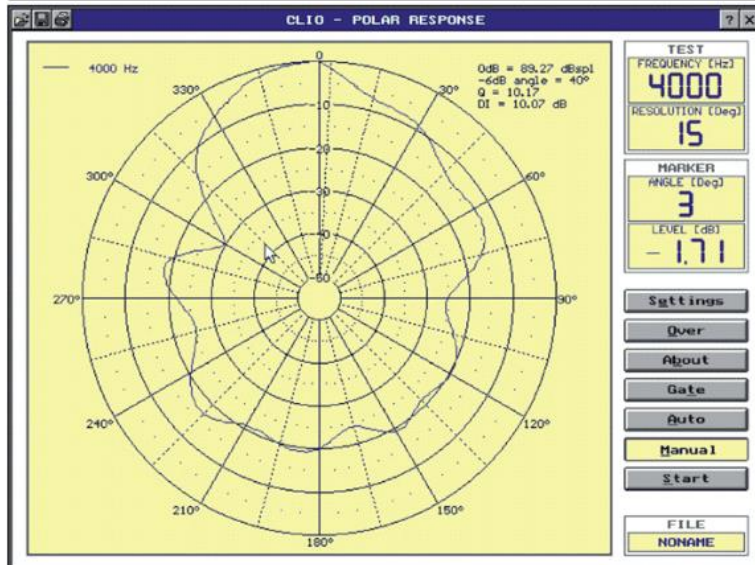 CLIO - POLAR RESPONSE
? X
4000 Hz
0dB = 89.27 dBspl
-6dB angle = 40°
Q = 10.17
DI = 10.07 dB
0
-10
-20
-30
-40
-50
30°
60°
90°
120°
150°
180°
210°
240°
270°
300°
330°
TEST
FREQUENCY [Hz]
4000
RESOLUTION [Deg]
15
MARKER
ANGLE [Deg]
3
LEVEL [dB]
-1.71
Settings
Over
About
Gate
Auto
Manual
Start
FILE
NONAME